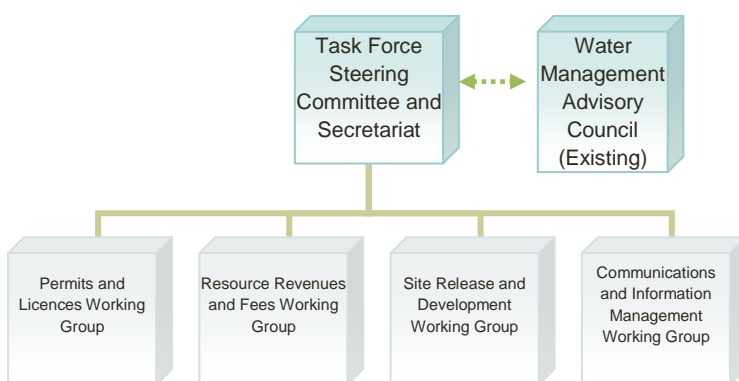 Task Force
Steering
Committee and
Secretariat
Water
Management
Advisory
Council
(Existing)
Permits and
Licences Working
Group
Resource Revenues
and Fees Working
Group
Site Release and
Development
Working Group
Communications
and Information
Management
Working Group